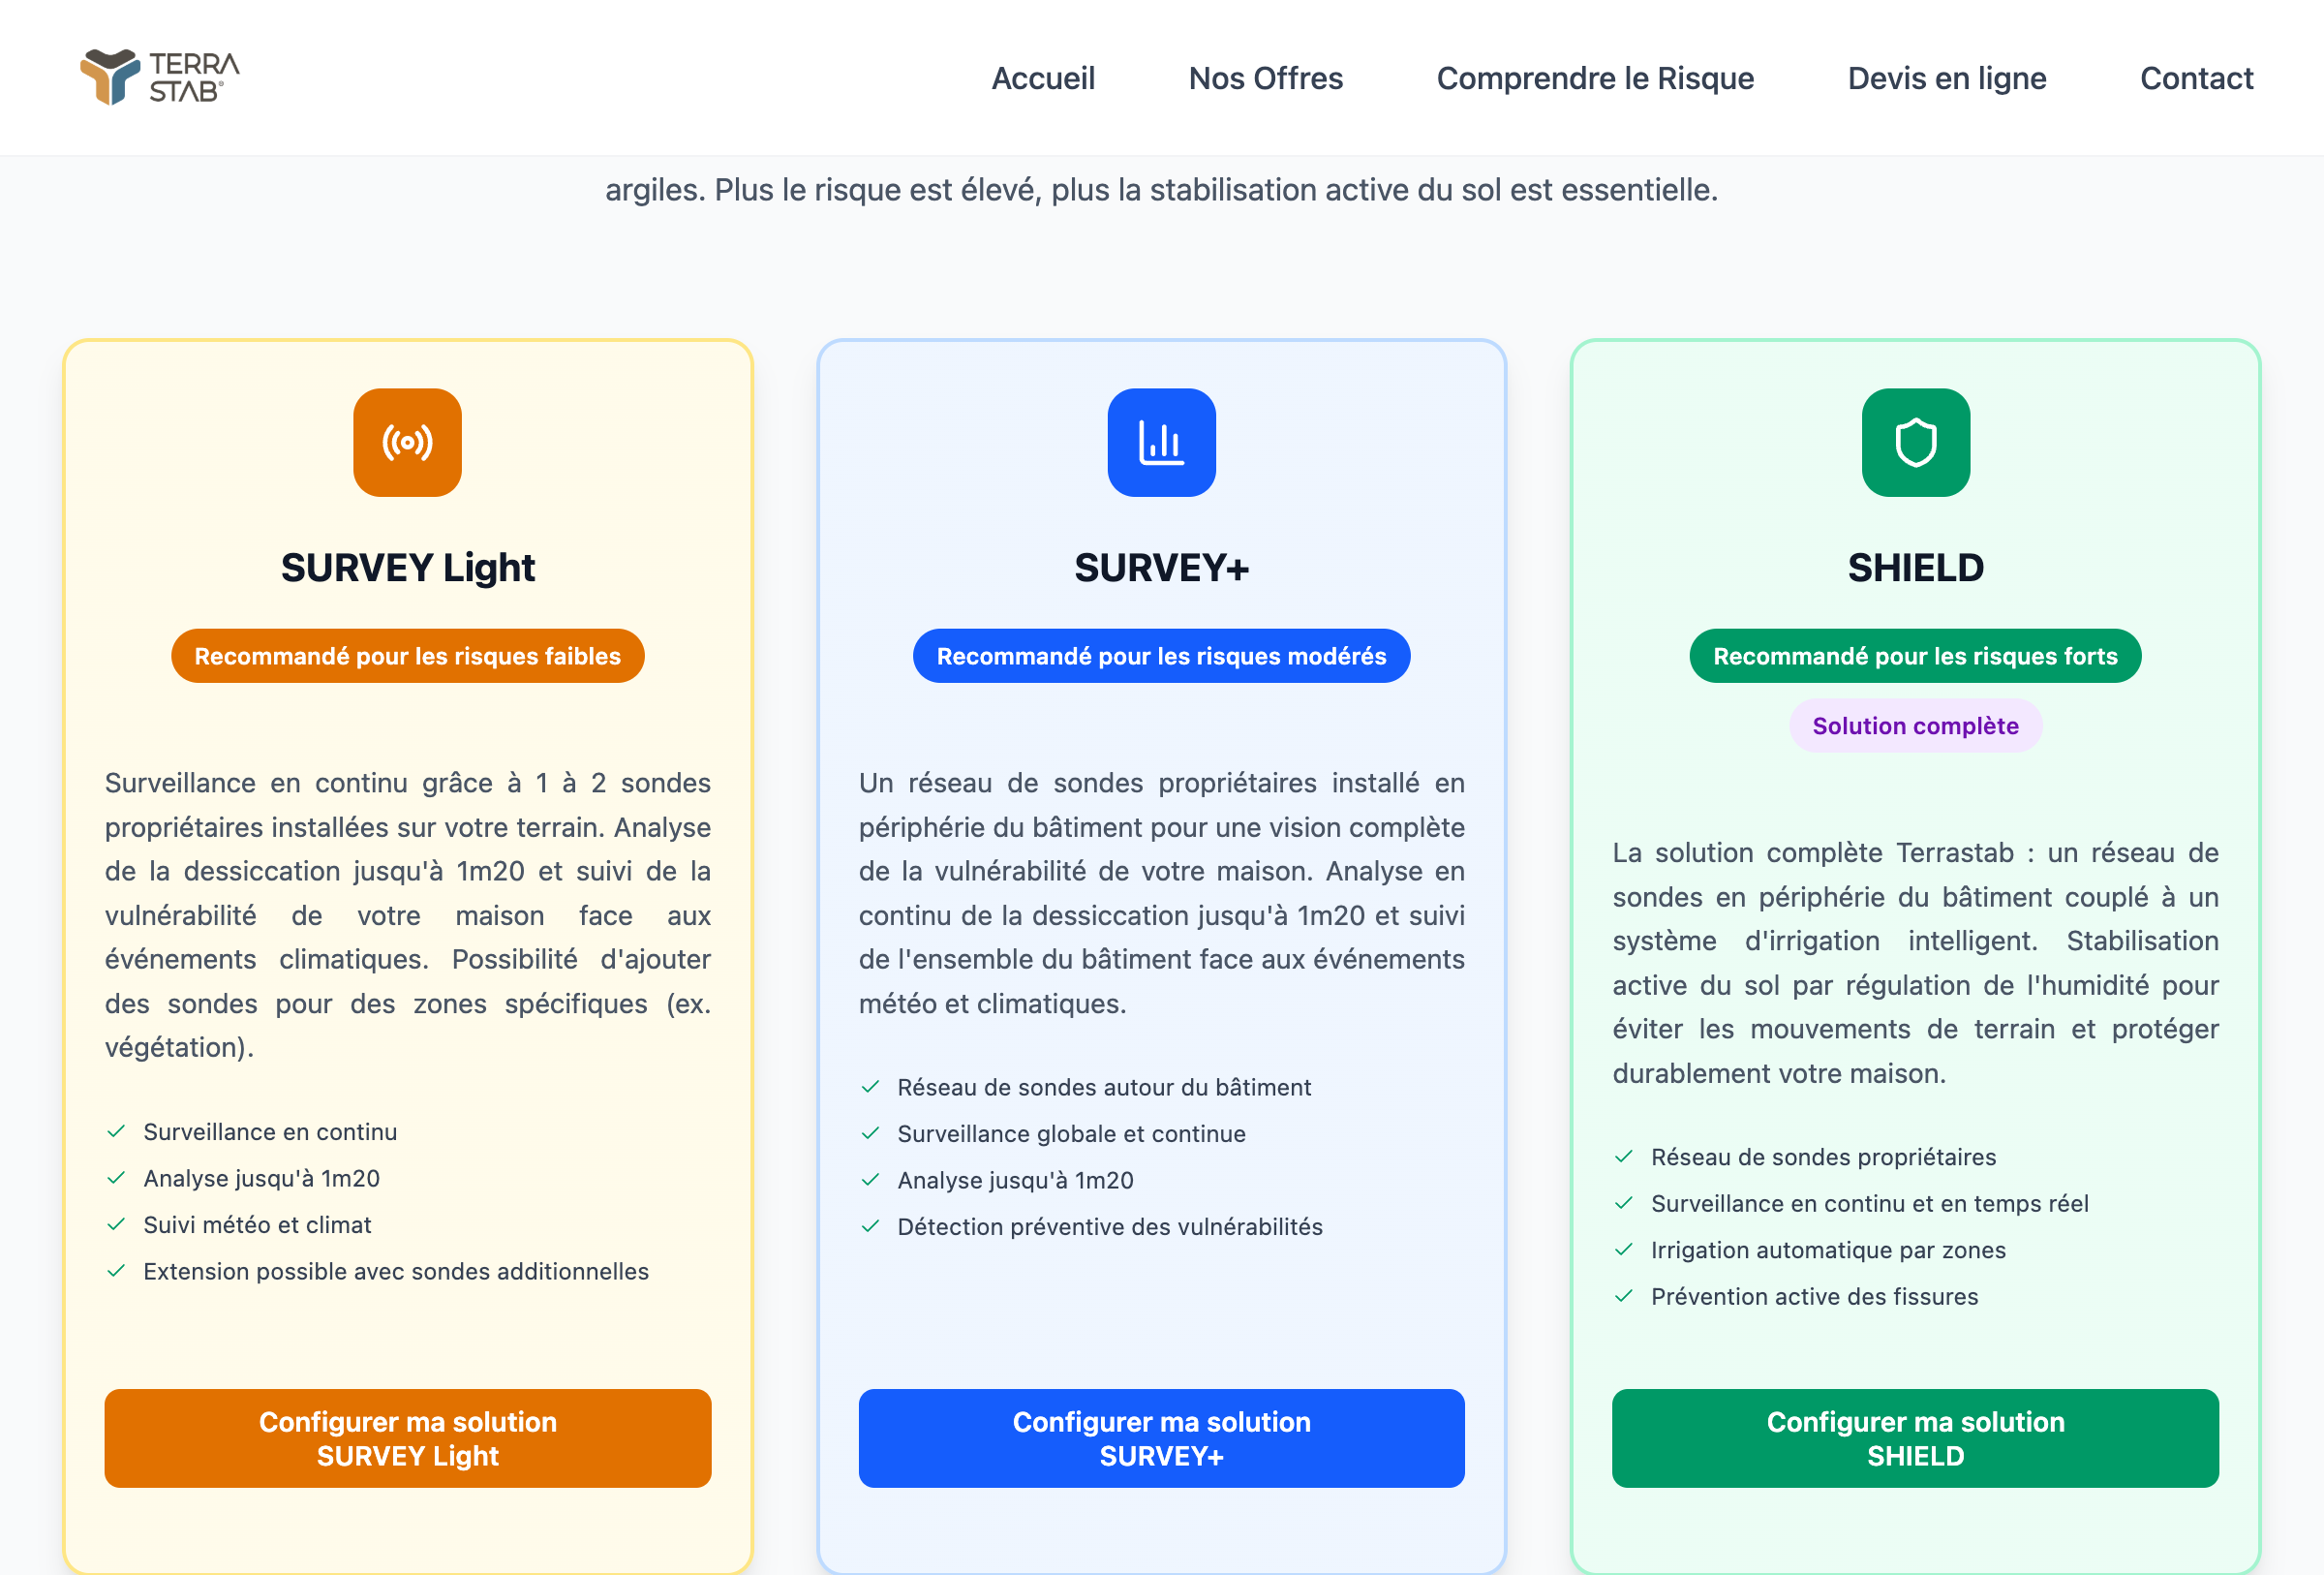 TERRA
STAB®
Accueil
Nos Offres
Comprendre le Risque
Devis en ligne
Contact
argiles. Plus le risque est élevé, plus la stabilisation active du sol est essentielle.
SURVEY Light
Recommandé pour les risques faibles
Surveillance en continu grâce à 1 à 2 sondes
propriétaires installées sur votre terrain. Analyse
de la dessiccation jusqu'à 1m20 et suivi de la
vulnérabilité de votre maison face aux
événements climatiques. Possibilité d'ajouter
des sondes pour des zones spécifiques (ex.
végétation).
Surveillance en continu
Analyse jusqu'à 1m20
Suivi météo et climat
Extension possible avec sondes additionnelles
Configurer ma solution
SURVEY Light
SURVEY+
Recommandé pour les risques modérés
Un réseau de sondes propriétaires installé en
périphérie du bâtiment pour une vision complète
de la vulnérabilité de votre maison. Analyse en
continu de la dessiccation jusqu'à 1m20 et suivi
de l'ensemble du bâtiment face aux événements
météo et climatiques.
Réseau de sondes autour du bâtiment
Surveillance globale et continue
Analyse jusqu'à 1m20
Détection préventive des vulnérabilités
Configurer ma solution
SURVEY+
SHIELD
Recommandé pour les risques forts
Solution complète
La solution complète Terrastab : un réseau de
sondes en périphérie du bâtiment couplé à un
système d'irrigation intelligent. Stabilisation
active du sol par régulation de l'humidité pour
éviter les mouvements de terrain et protéger
durablement votre maison.
Réseau de sondes propriétaires
Surveillance en continu et en temps réel
Irrigation automatique par zones
Prévention active des fissures
Configurer ma solution
SHIELD